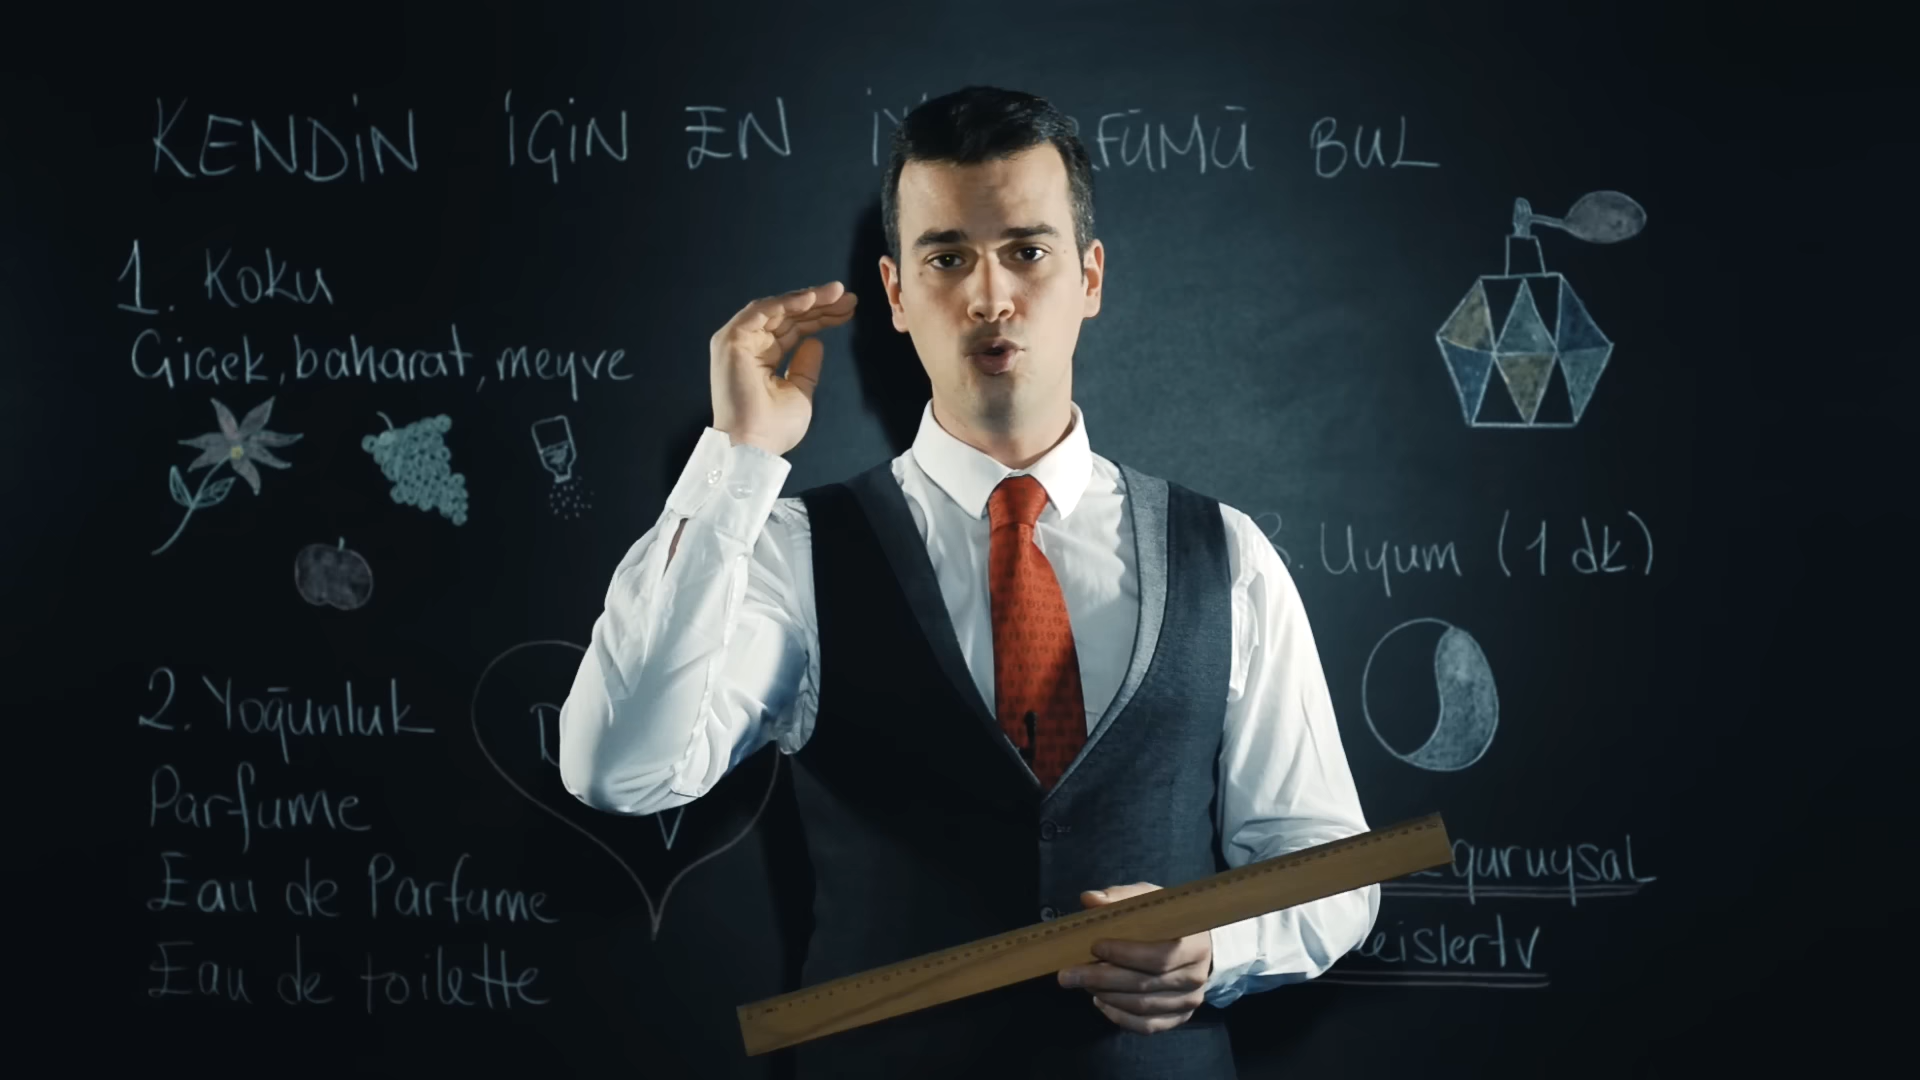 KENDİN İÇİN EN BUL
1. Koku
Çiçek, baharat, meyve
2. Yoğunluk
Parfume
Eau de Parfume
Eau de toilette
Uyum (1 dk.)